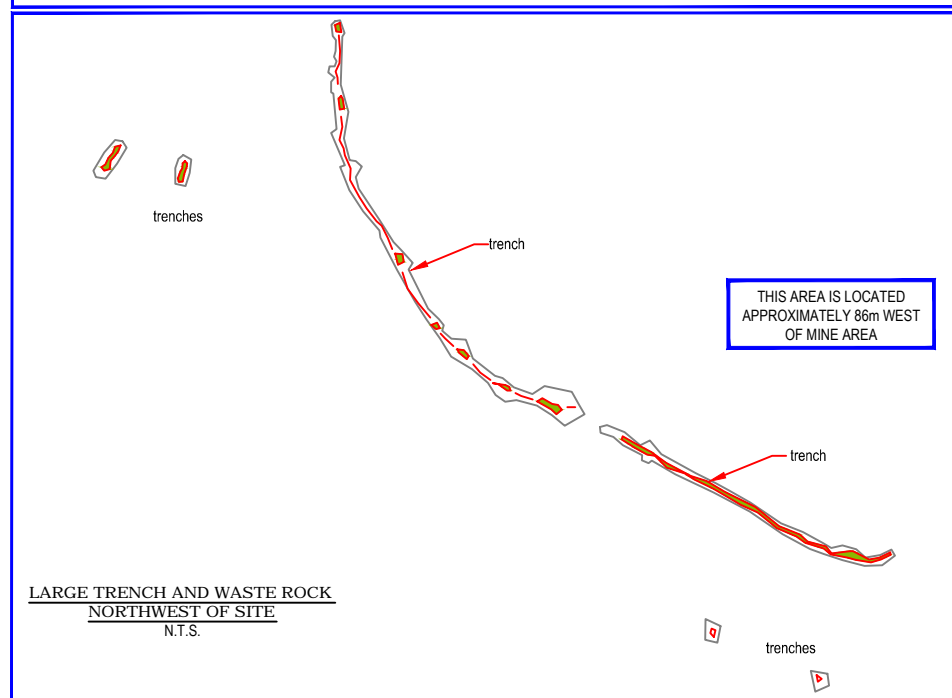 trenches
trench
THIS AREA IS LOCATED
APPROXIMATELY 86m WEST
OF MINE AREA
trench
LARGE TRENCH AND WASTE ROCK
NORTHWEST OF SITE
N.T.S.
trenches